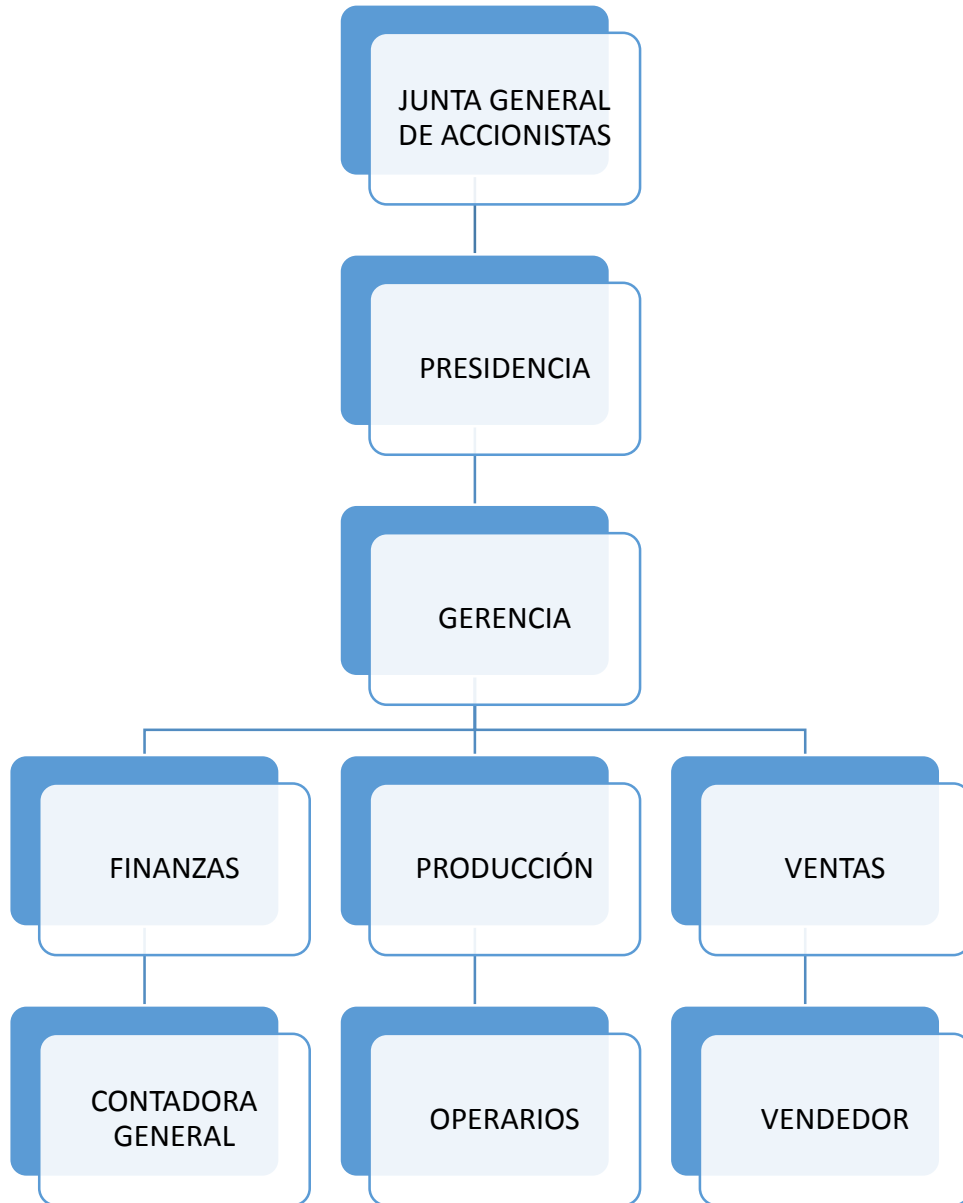 JUNTA GENERAL
DE ACCIONISTAS
PRESIDENCIA
GERENCIA
FINANZAS
PRODUCCIÓN
VENTAS
CONTADORA
GENERAL
OPERARIOS
VENDEDOR